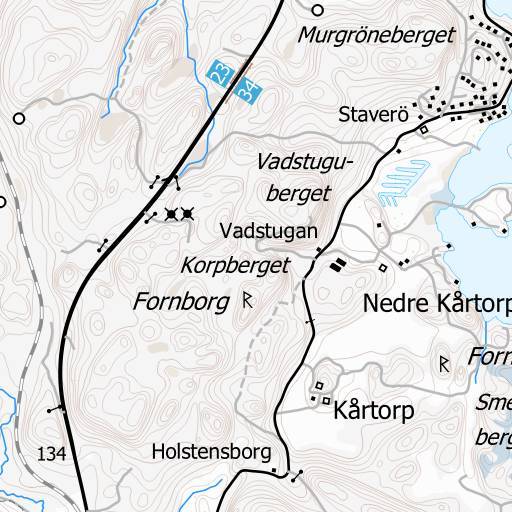 Murgröneberget
23
34
Staverö
Vadstugu-
berget
Vadstugan
Korpberget
Fornborg
Nedre Kårtorp
Forn
Kårtorp
Sme
berg
134
Holstensborg